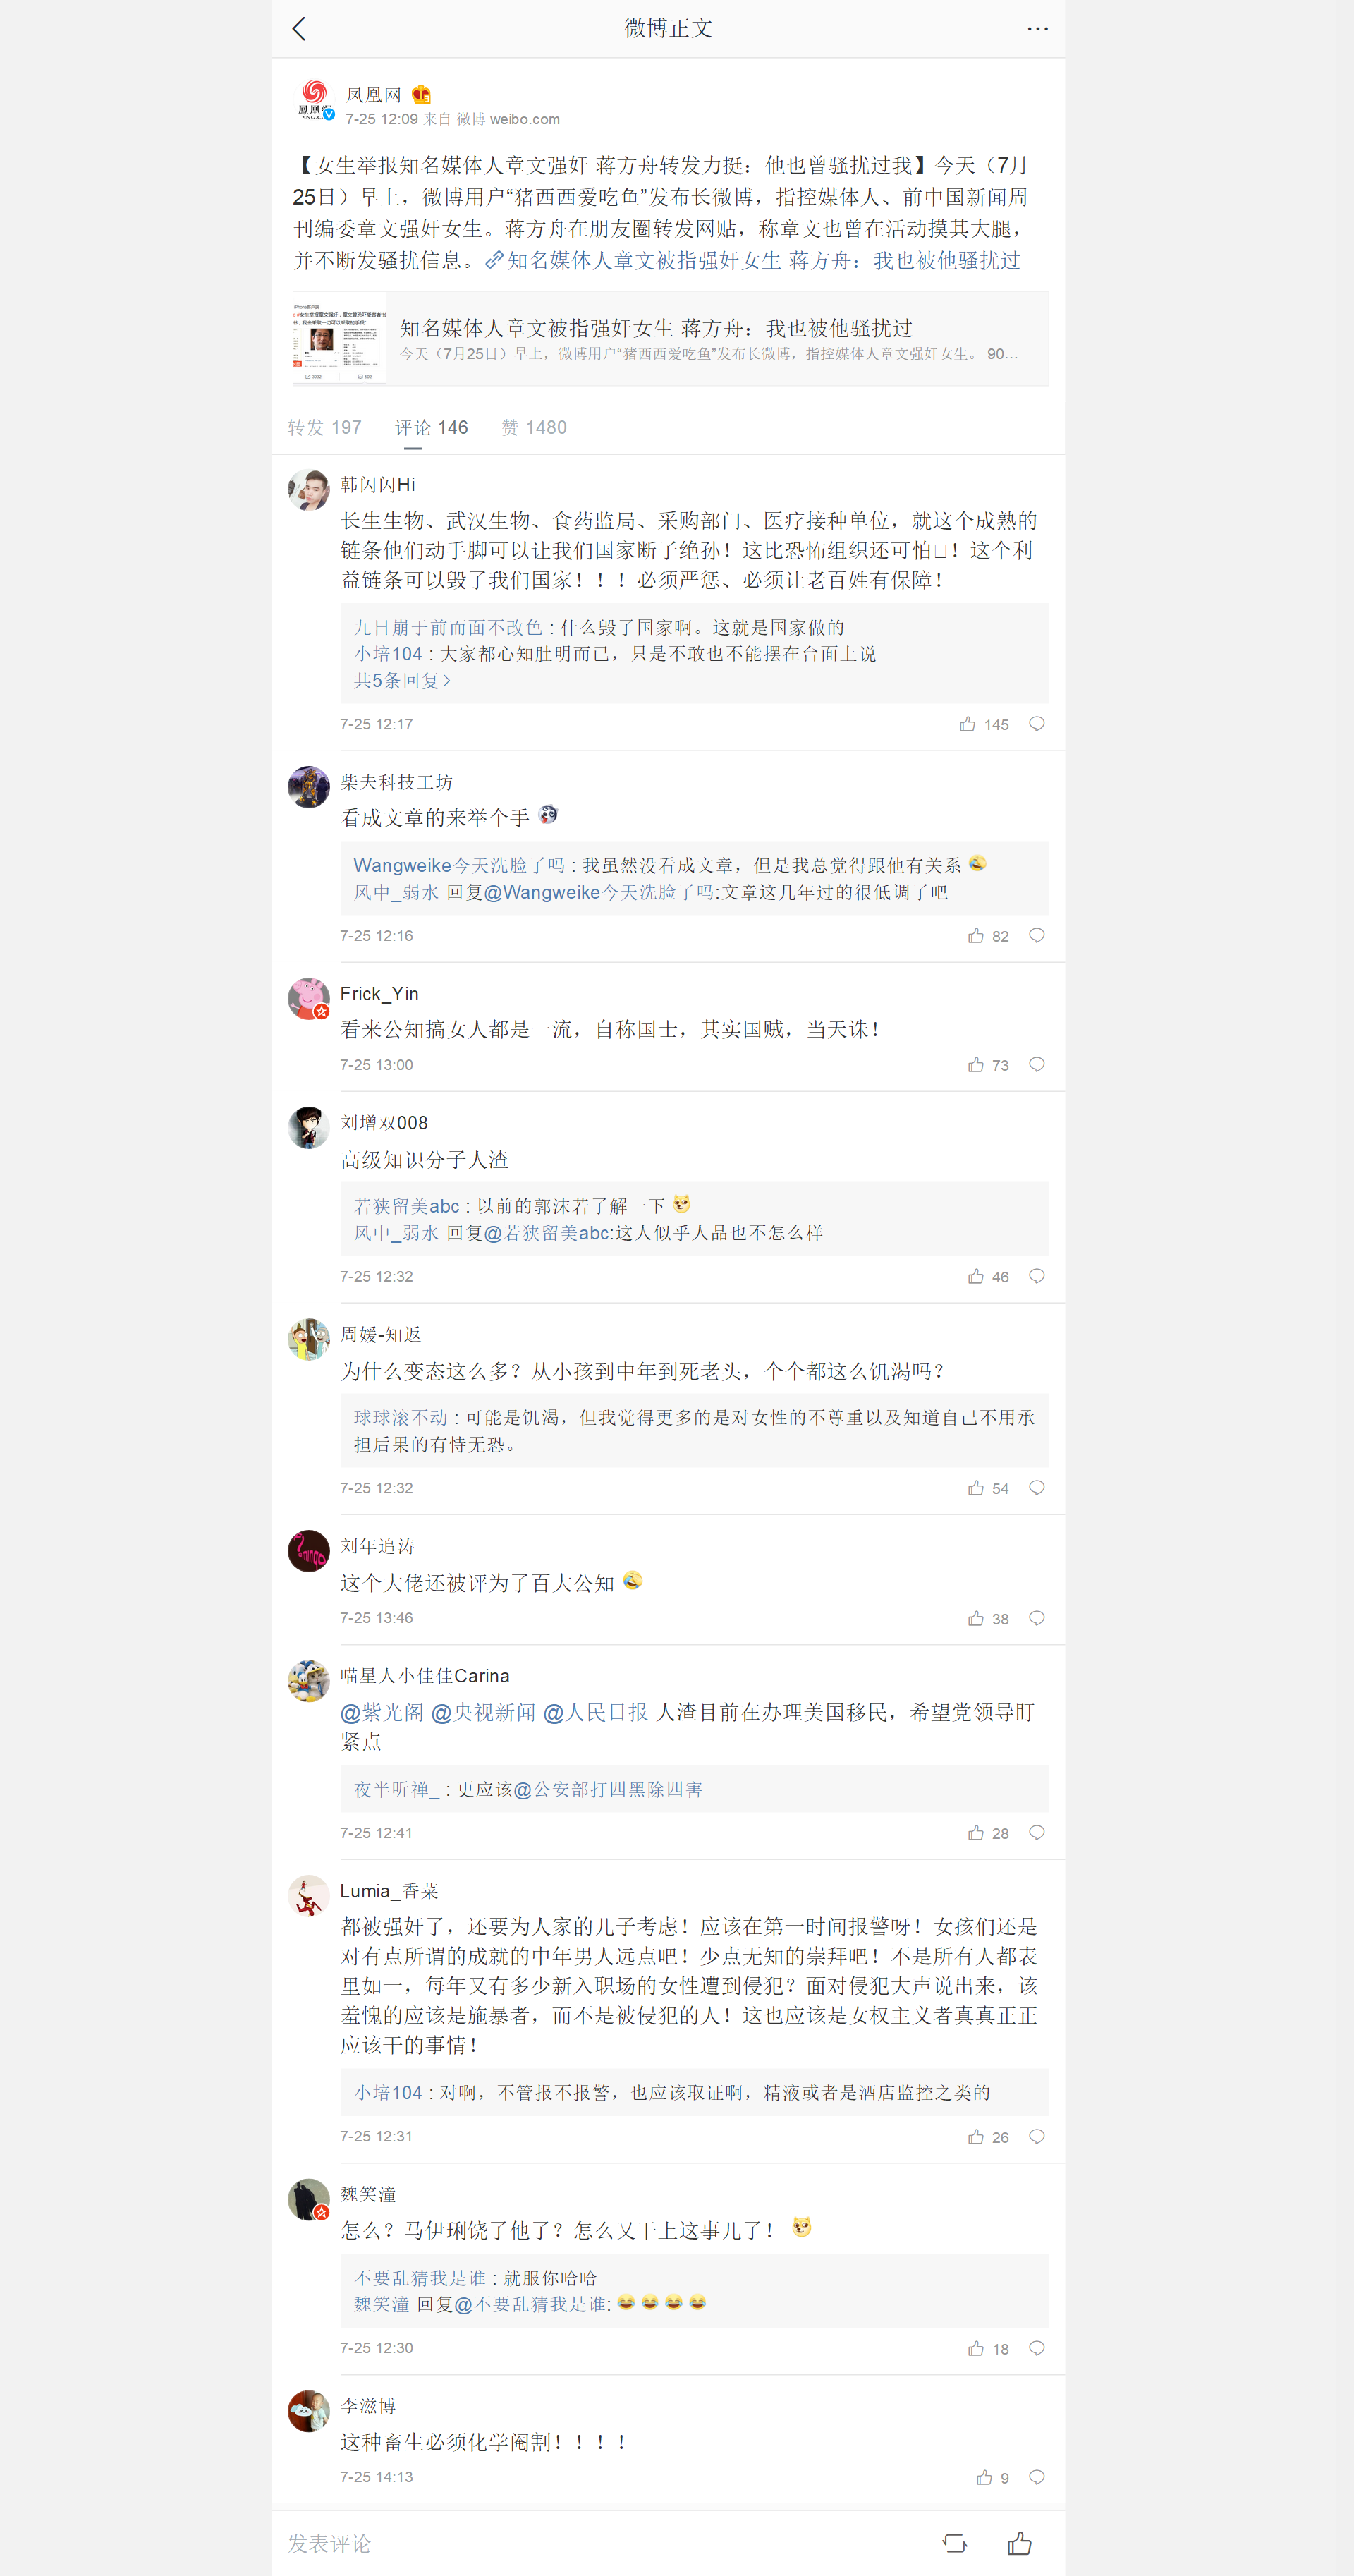 微博正文
凤凰网
7-25 12:09 来自 微博 weibo.com
【女生举报知名媒体人章文强奸 蒋方舟转发力挺：他也曾骚扰过我】今天（7月
25日）早上，微博用户“猪西西爱吃鱼”发布长微博，指控媒体人、前中国新闻周
刊编委章文强奸女生。蒋方舟在朋友圈转发网贴，称章文也曾在活动摸其大腿，
并不断发骚扰信息。知名媒体人章文被指强奸女生 蒋方舟：我也被他骚扰过
知名媒体人章文被指强奸女生 蒋方舟：我也被他骚扰过
今天（7月25日）早上，微博用户“猪西西爱吃鱼”发布长微博，指控媒体人章文强奸女生。 90...
转发 197 评论 146 赞 1480
韩闪闪Hi
长生生物、武汉生物、食药监局、采购部门、医疗接种单位，就这个成熟的
链条他们动手脚可以让我们国家断子绝孙！这比恐怖组织还可怕！这个利
益链条可以毁了我们国家！！！必须严惩、必须让老百姓有保障！
九日崩于前而面不改色：什么毁了国家啊。这就是国家做的
小培104：大家都心知肚明而己，只是不敢也不能摆在台面上说
共5条回复>
7-25 12:17 145
柴夫科技工坊
看成文章的来举个手
Wangweike今天洗脸了吗：我虽然没看成文章，但是我总觉得跟他有关系
风中_弱水 回复@Wangweike今天洗脸了吗:文章这几年过的很低调了吧
7-25 12:16 82
Frick_Yin
看来公知搞女人都是一流，自称国士，其实国贼，当天诛！
7-25 13:00 73
刘增双008
高级知识分子人渣
若狭留美abc：以前的郭沫若了解一下
风中_弱水 回复@若狭留美abc:这人似乎人品也不怎么样
7-25 12:32 46
周媛-知返
为什么变态这么多？从小孩到中年到死老头，个个都这么饥渴吗？
球球滚不动：可能是饥渴，但我觉得更多的是对女性的不尊重以及知道自己不用承
担后果的有恃无恐。
7-25 12:32 54
刘年追涛
这个大佬还被评为了百大公知
7-25 13:46 38
喵星人小佳佳Carina
@紫光阁 @央视新闻 @人民日报 人渣目前在办理美国移民，希望党领导盯
紧点
夜半听禅_：更应该@公安部打四黑除四害
7-25 12:41 28
Lumia_香菜
都被强奸了，还要为人家的儿子考虑！应该在第一时间报警呀！女孩们还是
对有点所谓的成就的中年男人远点吧！少点无知的崇拜吧！不是所有人都表
里如一，每年又有多少新入职场的女性遭到侵犯？面对侵犯大声说出来，该
羞愧的应该是施暴者，而不是被侵犯的人！这也应该是女权主义者真真正正
应该干的事情！
小培104：对啊，不管报不报警，也应该取证啊，精液或者是酒店监控之类的
7-25 12:31 26
魏笑潼
怎么？马伊琍饶了他了？怎么又干上这事儿了！
不要乱猜我是谁：就服你哈哈
魏笑潼 回复@不要乱猜我是谁:
7-25 12:30 18
李滋博
这种畜生必须化学阉割！！！！
7-25 14:13 9
发表评论